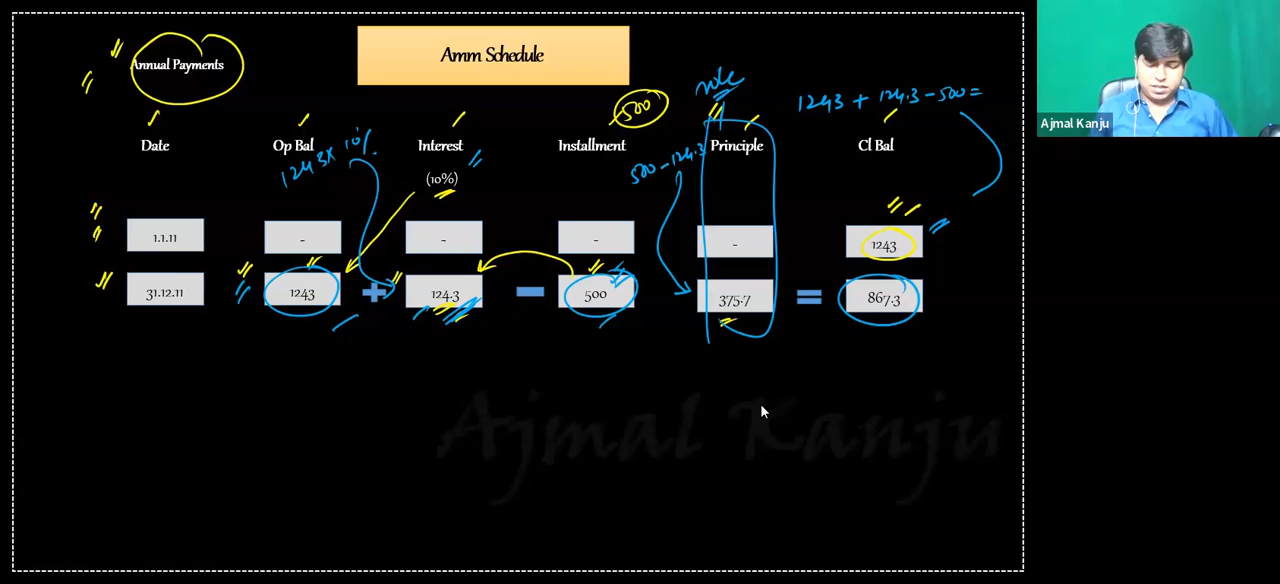 Amm Schedule
Annual Payments
500
note
1243 + 124.3 - 500 =
Ajmal Kanju
Date Op Bal Interest Installment Principle Cl Bal
1243 x 10%
500 - 124.3
(10%)
1.1.11 - - - - 1243
31.12.11 1243 + 124.3 - 500 375.7 = 867.3
Ajmal Kanju